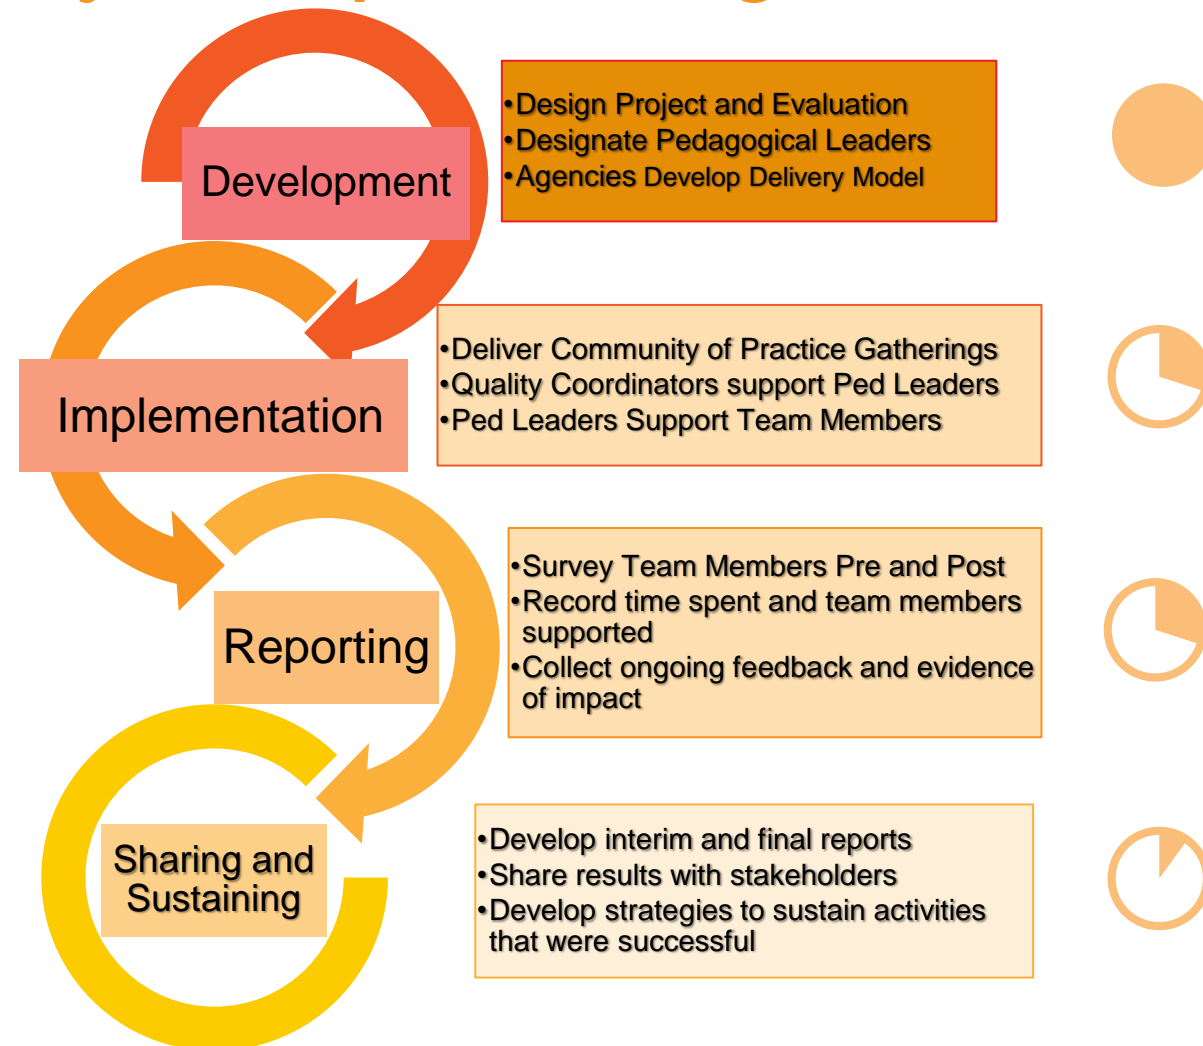 Development
•Design Project and Evaluation
•Designate Pedagogical Leaders
•Agencies Develop Delivery Model
Implementation
•Deliver Community of Practice Gatherings
•Quality Coordinators support Ped Leaders
•Ped Leaders Support Team Members
Reporting
•Survey Team Members Pre and Post
•Record time spent and team members
supported
•Collect ongoing feedback and evidence
of impact
Sharing and
Sustaining
•Develop interim and final reports
•Share results with stakeholders
•Develop strategies to sustain activities
that were successful